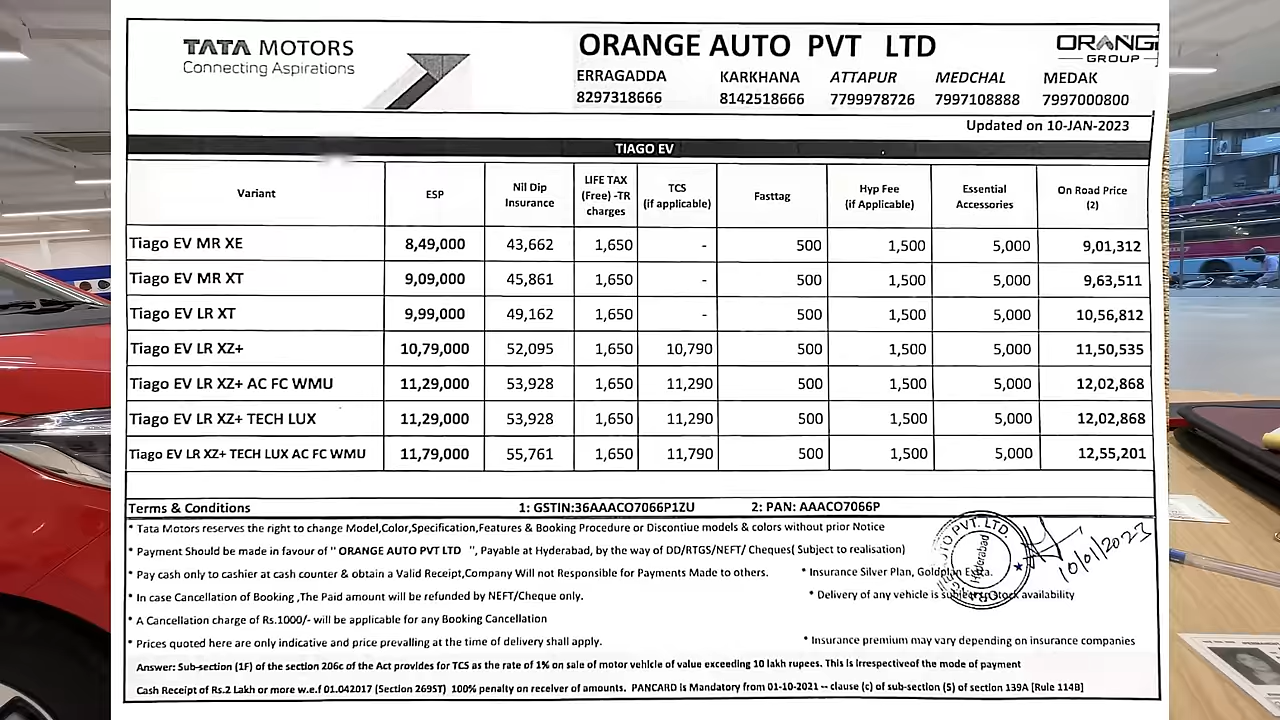 TATA MOTORS
Connecting Aspirations
ORANGE AUTO PVT LTD
ORANG
GROUP
ERRAGADDA KARKHANA ATTAPUR MEDCHAL MEDAK
8297318666 8142518666 7799978726 7997108888 7997000800
Updated on 10-JAN-2023
TIAGO EV
Variant ESP Nil Dip Insurance LIFE TAX (Free) -TR charges TCS (if applicable) Fasttag Hyp Fee (if Applicable) Essential Accessories On Road Price (2)
Tiago EV MR XE 8,49,000 43,662 1,650 - 500 1,500 5,000 9,01,312
Tiago EV MR XT 9,09,000 45,861 1,650 - 500 1,500 5,000 9,63,511
Tiago EV LR XT 9,99,000 49,162 1,650 - 500 1,500 5,000 10,56,812
Tiago EV LR XZ+ 10,79,000 52,095 1,650 10,790 500 1,500 5,000 11,50,535
Tiago EV LR XZ+ AC FC WMU 11,29,000 53,928 1,650 11,290 500 1,500 5,000 12,02,868
Tiago EV LR XZ+ TECH LUX 11,29,000 53,928 1,650 11,290 500 1,500 5,000 12,02,868
Tiago EV LR XZ+ TECH LUX AC FC WMU 11,79,000 55,761 1,650 11,790 500 1,500 5,000 12,55,201
Terms & Conditions 1: GSTIN:36AAACO7066P1ZU 2: PAN: AAACO7066P
* Tata Motors reserves the right to change Model,Color,Specification,Features & Booking Procedure or Discontiue models & colors without prior Notice
* Payment Should be made in favour of " ORANGE AUTO PVT LTD ", Payable at Hyderabad, by the way of DD/RTGS/NEFT/ Cheques( Subject to realisation)
* Pay cash only to cashier at cash counter & obtain a Valid Receipt,Company Will not Responsible for Payments Made to others. * Insurance Silver Plan,
* In case Cancellation of Booking ,The Paid amount will be refunded by NEFT/Cheque only. * Delivery of any vehicle is availability
* A Cancellation charge of Rs.1000/- will be applicable for any Booking Cancellation
* Prices quoted here are only indicative and price prevalling at the time of delivery shall apply. * Insurance premium may vary depending on insurance companies
Answer: Sub-section (1F) of the section 206c of the Act provides for TCS as the rate of 1% on sale of motor vehicle of value exceeding 10 lakh rupees. This is Irrespectiveof the mode of payment
Cash Receipt of Rs.2 Lakh or more w.e.f 01.042017 (Section 269ST) 100% penalty on receiver of amounts. PANCARD is Mandatory from 01-10-2021 -- clause (c) of sub-section (5) of section 139A [Rule 114B]
PVT. LTD.
Hyderabad
10/01/2023